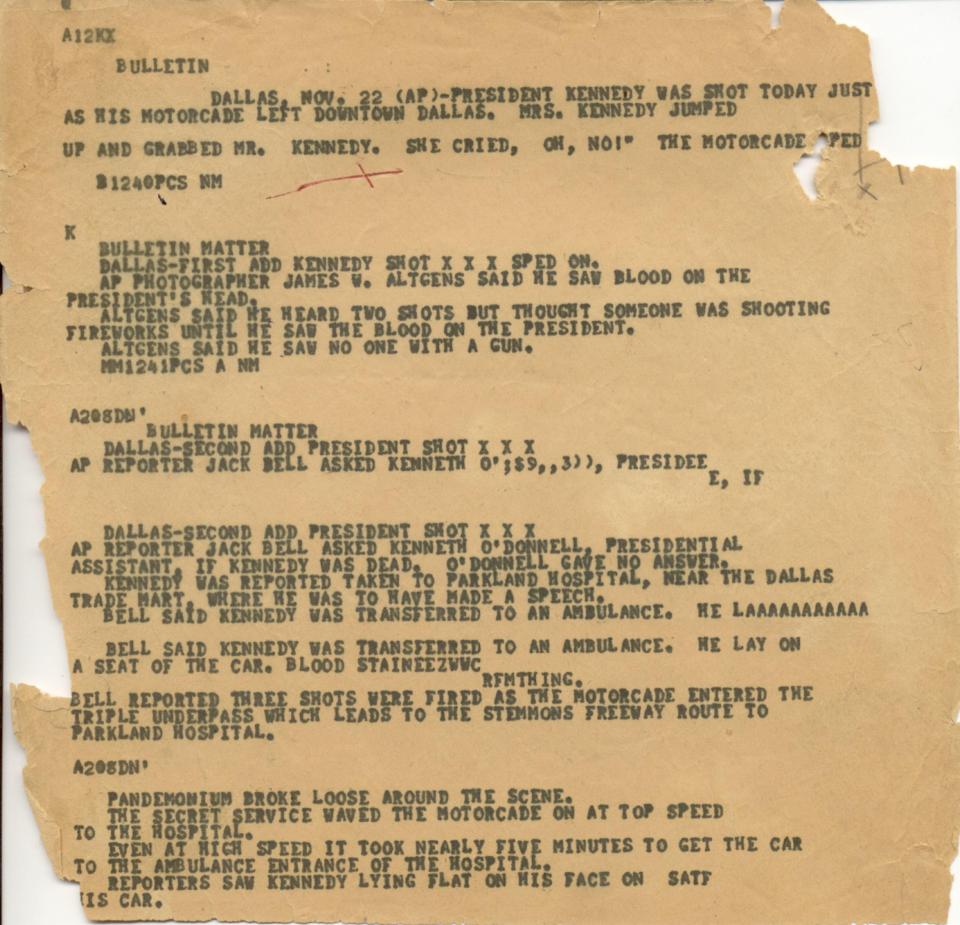 A12KX
BULLETIN
DALLAS, NOV. 22 (AP)-PRESIDENT KENNEDY WAS SHOT TODAY JUST
AS HIS MOTORCADE LEFT DOWNTOWN DALLAS. MRS. KENNEDY JUMPED
UP AND GRABBED MR. KENNEDY. SHE CRIED, OH, NO!" THE MOTORCADE SPED
B1240PCS NM
K
BULLETIN MATTER
DALLAS-FIRST ADD KENNEDY SHOT X X X SPED ON.
AP PHOTOGRAPHER JAMES W. ALTGENS SAID HE SAW BLOOD ON THE
PRESIDENT'S HEAD.
ALTGENS SAID HE HEARD TWO SHOTS BUT THOUGHT SOMEONE WAS SHOOTING
FIREWORKS UNTIL HE SAW THE BLOOD ON THE PRESIDENT.
ALTGENS SAID HE SAW NO ONE WITH A GUN.
MM1241PCS A NM
A208DN'
BULLETIN MATTER
DALLAS-SECOND ADD PRESIDENT SHOT X X X
AP REPORTER JACK BELL ASKED KENNETH O';$9,,3)), PRESIDEE
E, IF
DALLAS-SECOND ADD PRESIDENT SHOT X X X
AP REPORTER JACK BELL ASKED KENNETH O'DONNELL, PRESIDENTIAL
ASSISTANT, IF KENNEDY WAS DEAD. O'DONNELL GAVE NO ANSWER.
KENNEDY WAS REPORTED TAKEN TO PARKLAND HOSPITAL, NEAR THE DALLAS
TRADE MART, WHERE HE WAS TO HAVE MADE A SPEECH.
BELL SAID KENNEDY WAS TRANSFERRED TO AN AMBULANCE. HE LAAAAAAAAAAA
BELL SAID KENNEDY WAS TRANSFERRED TO AN AMBULANCE. HE LAY ON
A SEAT OF THE CAR. BLOOD STAINEEZWWC
RFMTHING.
BELL REPORTED THREE SHOTS WERE FIRED AS THE MOTORCADE ENTERED THE
TRIPLE UNDERPASS WHICH LEADS TO THE STEMMONS FREEWAY ROUTE TO
PARKLAND HOSPITAL.
A208DN'
PANDEMONIUM BROKE LOOSE AROUND THE SCENE.
THE SECRET SERVICE WAVED THE MOTORCADE ON AT TOP SPEED
TO THE HOSPITAL.
EVEN AT HIGH SPEED IT TOOK NEARLY FIVE MINUTES TO GET THE CAR
TO THE AMBULANCE ENTRANCE OF THE HOSPITAL.
REPORTERS SAW KENNEDY LYING FLAT ON HIS FACE ON SATF
HIS CAR.